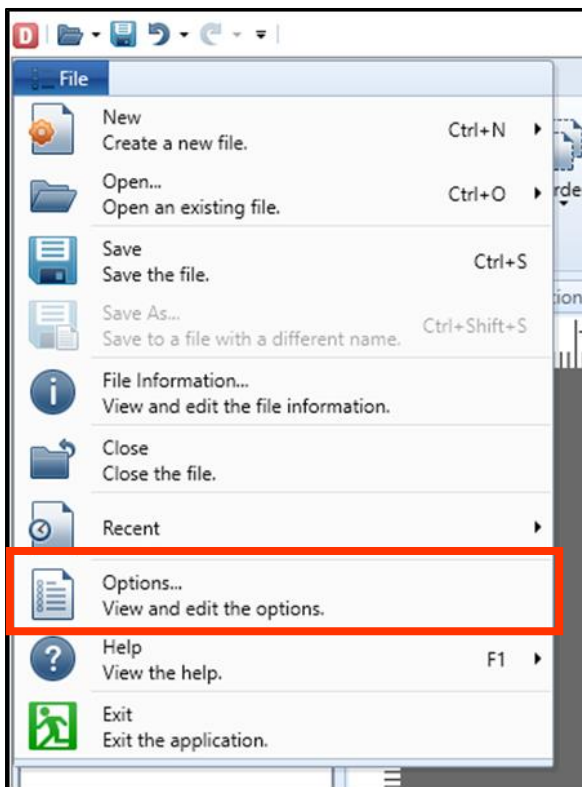 D
File
New
Ctrl+N
Create a new file.
Open...
Ctrl+O
Open an existing file.
Save
Ctrl+S
Save the file.
Save As...
Ctrl+Shift+S
Save to a file with a different name.
File Information...
View and edit the file information.
Close
Close the file.
Recent
Options...
View and edit the options.
Help
F1
View the help.
Exit
Exit the application.
rde
ion